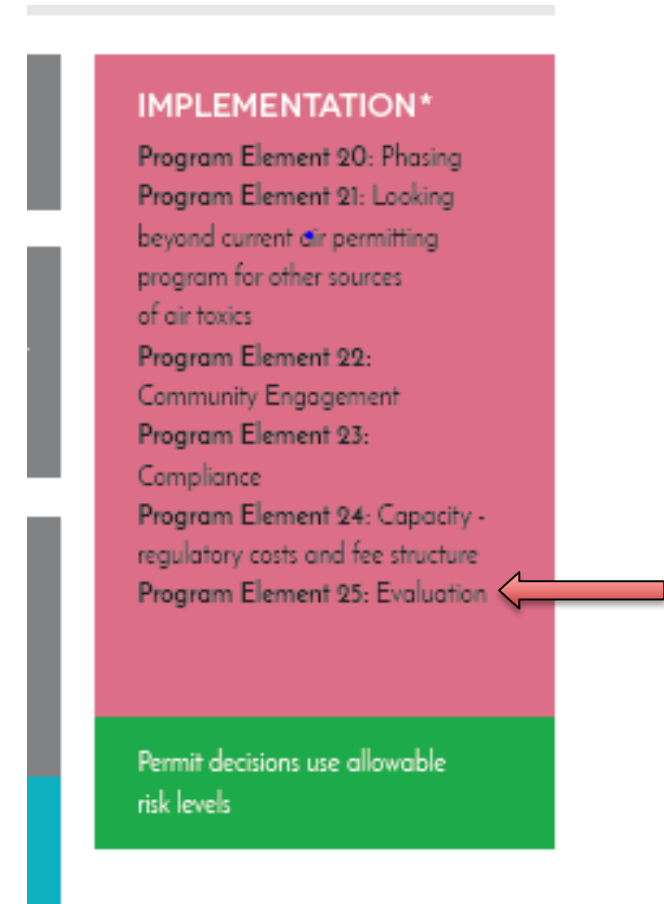 IMPLEMENTATION*
Program Element 20: Phasing
Program Element 21: Looking
beyond current air permitting
program for other sources
of air toxics
Program Element 22:
Community Engagement
Program Element 23:
Compliance
Program Element 24: Capacity -
regulatory costs and fee structure
Program Element 25: Evaluation
Permit decisions use allowable
risk levels